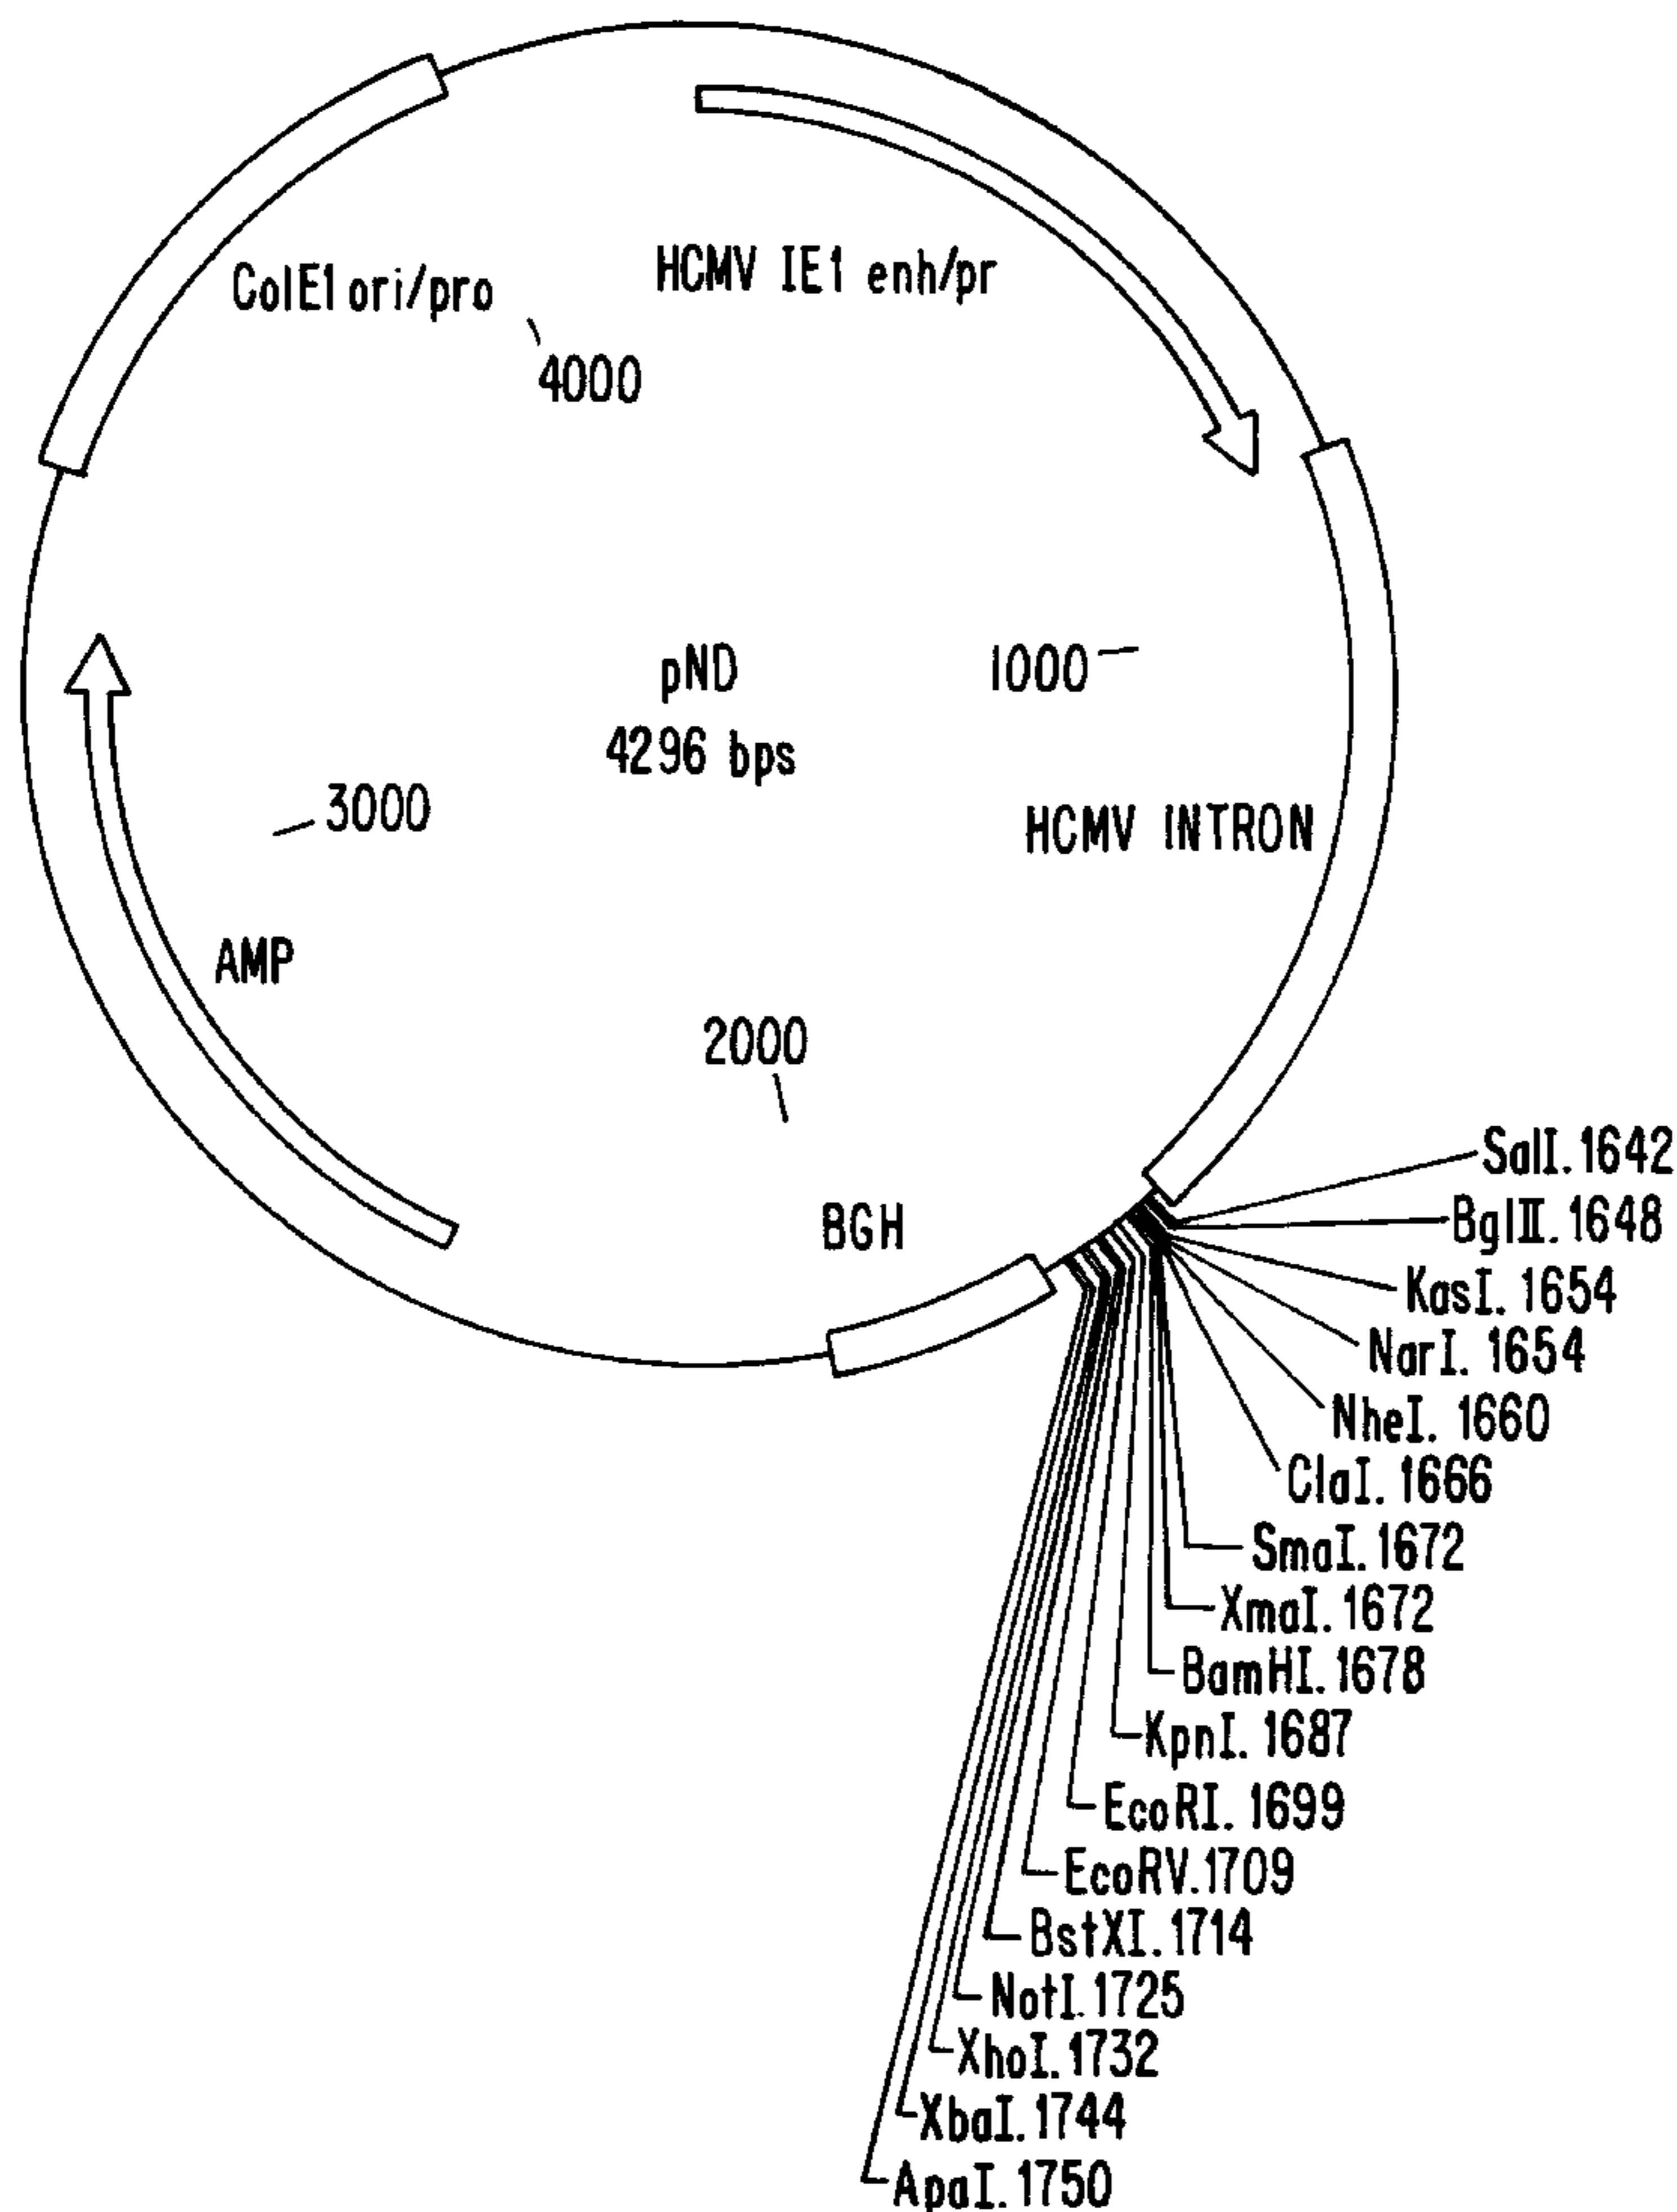 ColE1 ori/pro
HCMV IE1 enh/pr
4000
pND
4296 bps
1000
3000
HCMV INTRON
AMP
2000
BGH
SalI. 1642
BglII. 1648
KasI. 1654
NarI. 1654
NheI. 1660
ClaI. 1666
SmaI. 1672
XmaI. 1672
BamHI. 1678
KpnI. 1687
EcoRI. 1699
EcoRV. 1709
BstXI. 1714
NotI. 1725
XhoI. 1732
XbaI. 1744
ApaI. 1750